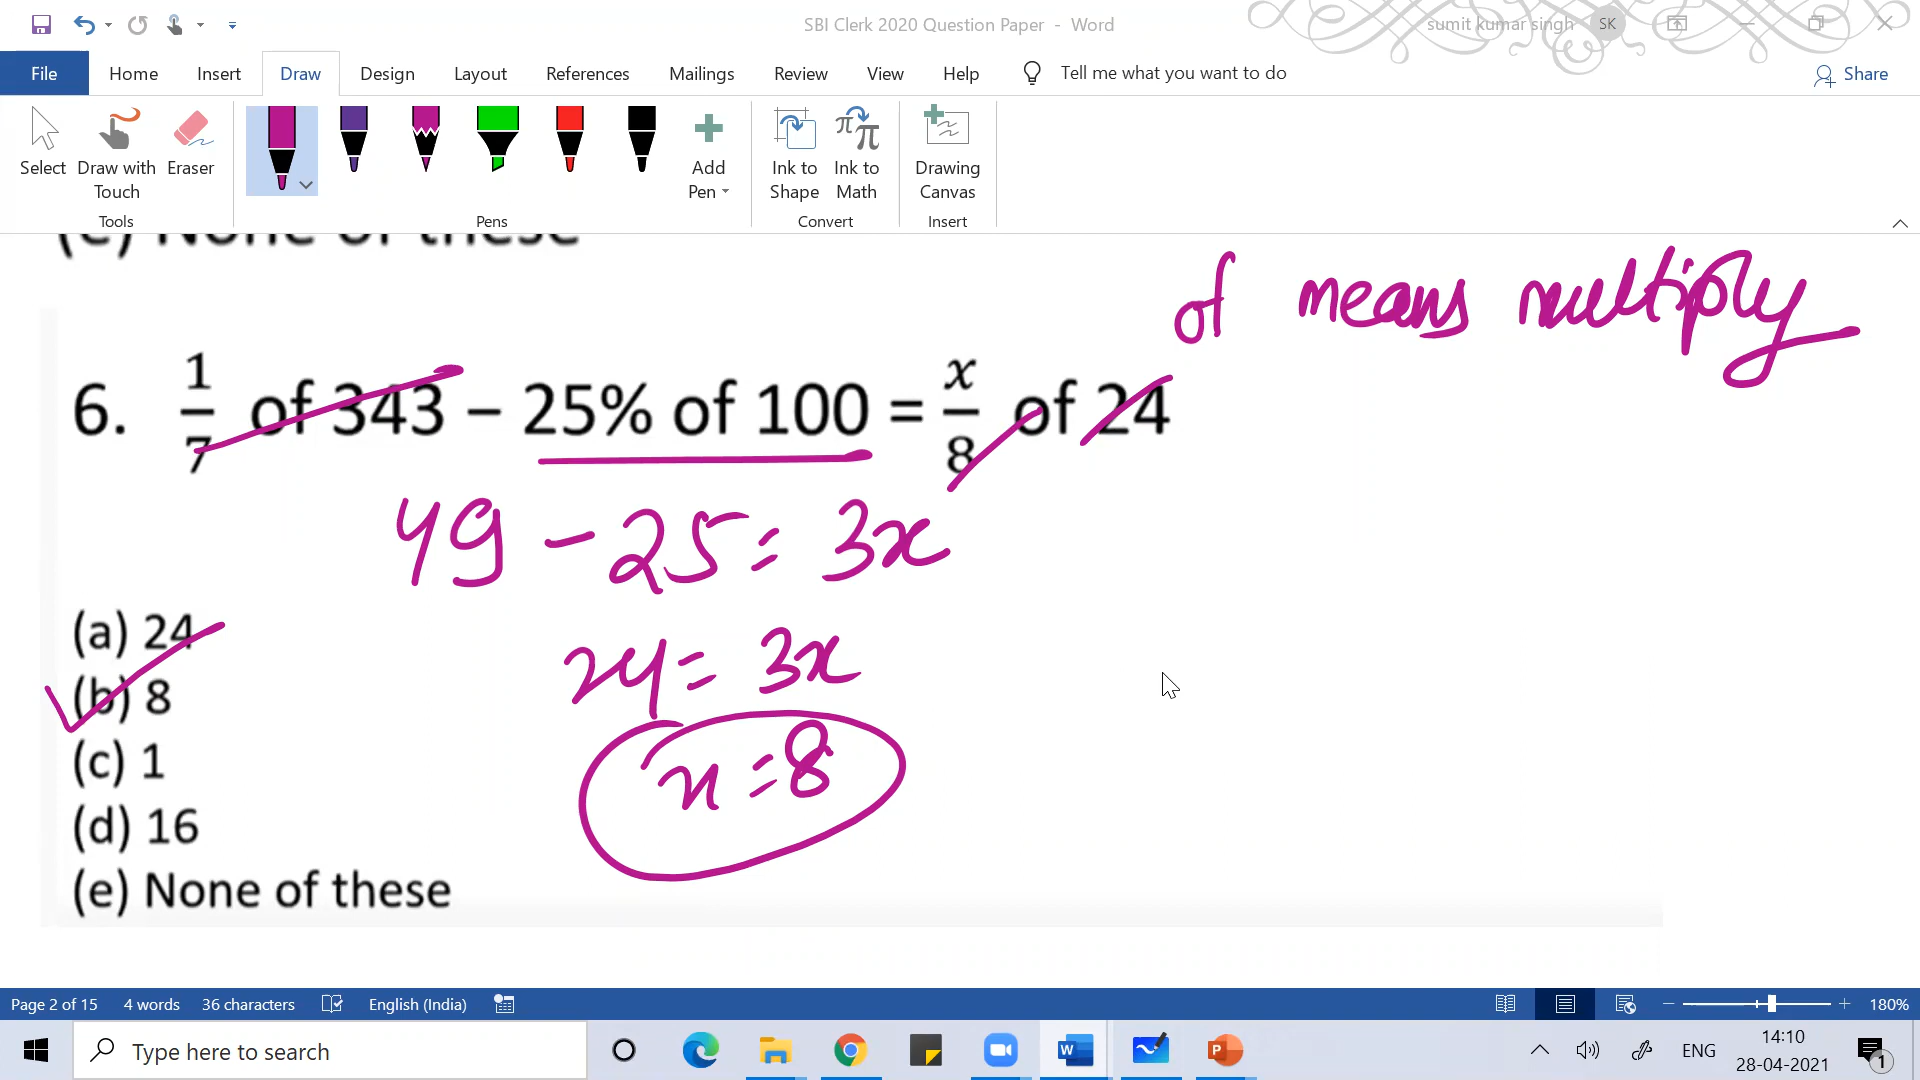 SBI Clerk 2020 Question Paper - Word
sumit kumar singh SK
File Home Insert Draw Design Layout References Mailings Review View Help Tell me what you want to do Share
Select Draw with Touch Eraser Add Pen Ink to Shape Ink to Math Drawing Canvas
Tools Pens Convert Insert
(e) None of these
of means multiply
6. 1/7 of 343 – 25% of 100 = x/8 of 24
49 - 25 = 3x
(a) 24
24 = 3x
(b) 8
x = 8
(c) 1
(d) 16
(e) None of these
Page 2 of 15 4 words 36 characters English (India) 180%
Type here to search
ENG 14:10
28-04-2021
1